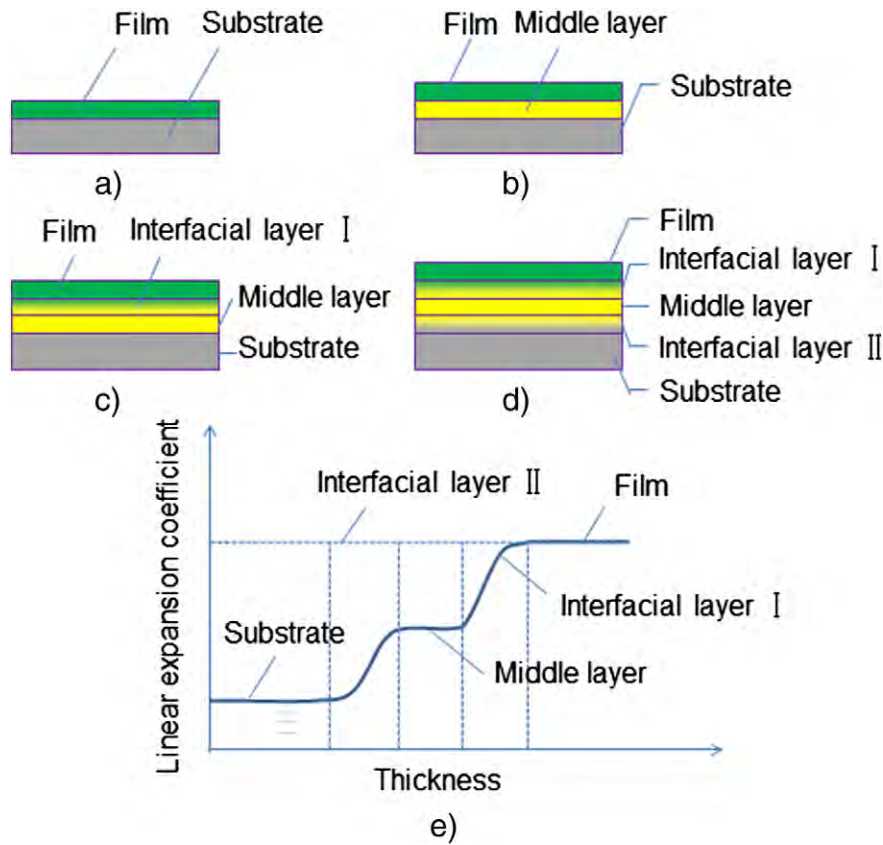 Film Substrate
a)
Film Middle layer
Substrate
b)
Film Interfacial layer Ⅰ
Middle layer
Substrate
c)
Film
Interfacial layer Ⅰ
Middle layer
Interfacial layer Ⅱ
Substrate
d)
Linear expansion coefficient
Interfacial layer Ⅱ
Film
Interfacial layer Ⅰ
Substrate
Middle layer
Thickness
e)